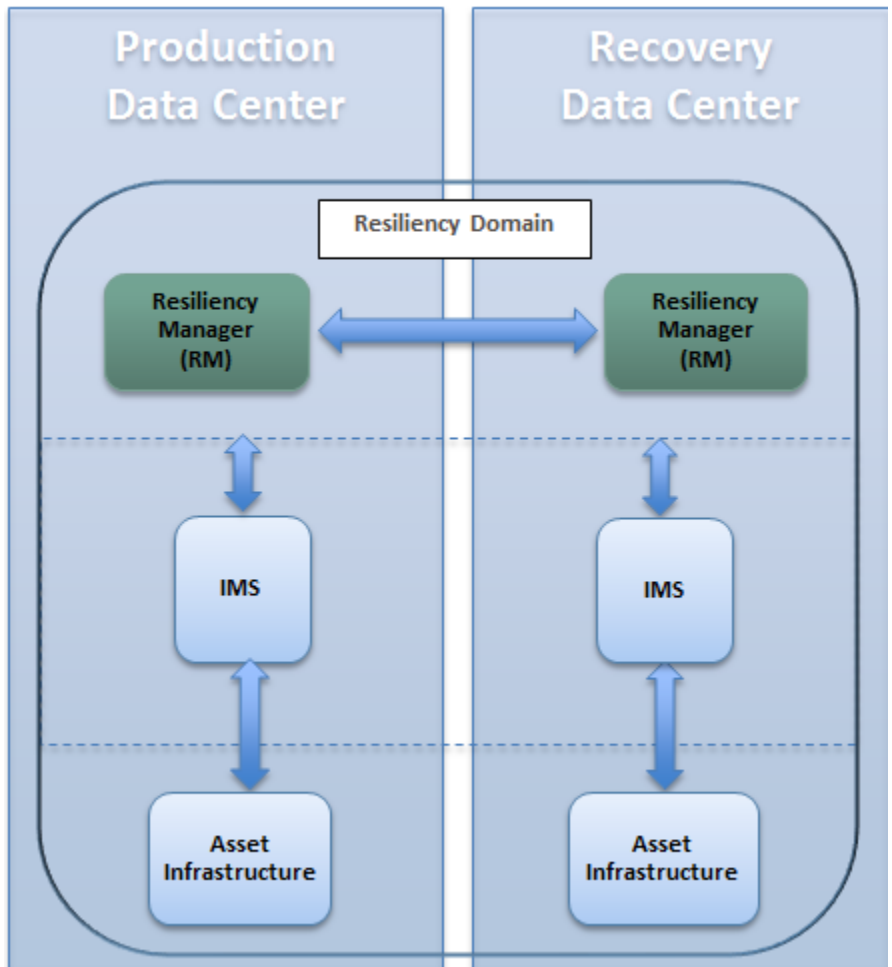 Production
Data Center
Recovery
Data Center
Resiliency Domain
Resiliency
Manager
(RM)
Resiliency
Manager
(RM)
IMS
IMS
Asset
Infrastructure
Asset
Infrastructure